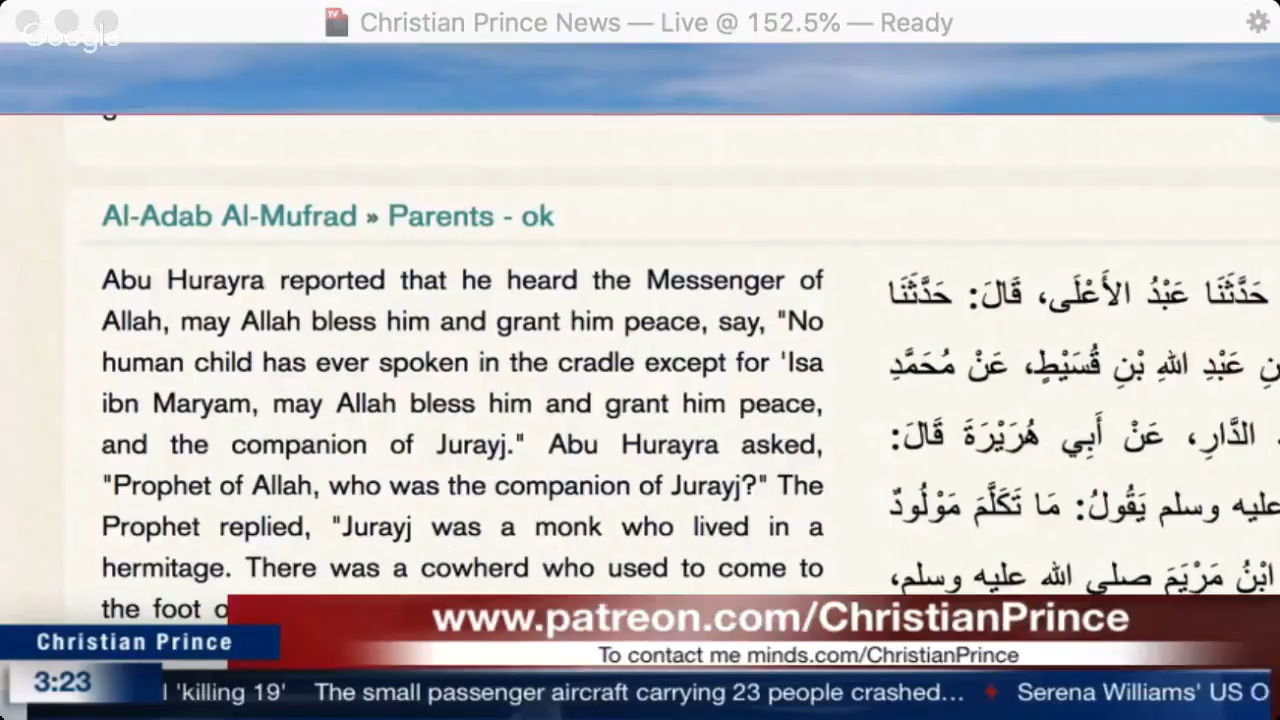 Christian Prince News — Live @ 152.5% — Ready
Google
Al-Adab Al-Mufrad » Parents - ok
Abu Hurayra reported that he heard the Messenger of
Allah, may Allah bless him and grant him peace, say, "No
human child has ever spoken in the cradle except for 'Isa
ibn Maryam, may Allah bless him and grant him peace,
and the companion of Jurayj." Abu Hurayra asked,
"Prophet of Allah, who was the companion of Jurayj?" The
Prophet replied, "Jurayj was a monk who lived in a
hermitage. There was a cowherd who used to come to
the foot o
حَدَّثَنَا عَبْدُ الأَعْلَى، قَالَ: حَدَّثَنَا
نِ عَبْدِ اللهِ بْنِ قُسَيْطٍ، عَنْ مُحَمَّدِ
الدَّارِ، عَنْ أَبِي هُرَيْرَةَ قَالَ:
عليه وسلم يَقُولُ: مَا تَكَلَّمَ مَوْلُودٌ
ابْنُ مَرْيَمَ صلى الله عليه وسلم،
www.patreon.com/ChristianPrince
To contact me minds.com/ChristianPrince
Christian Prince
3:23
l 'killing 19' The small passenger aircraft carrying 23 people crashed... Serena Williams' US O